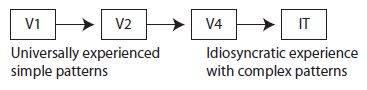 V1 V2 V4 IT
Universally experienced Idiosyncratic experience
simple patterns with complex patterns